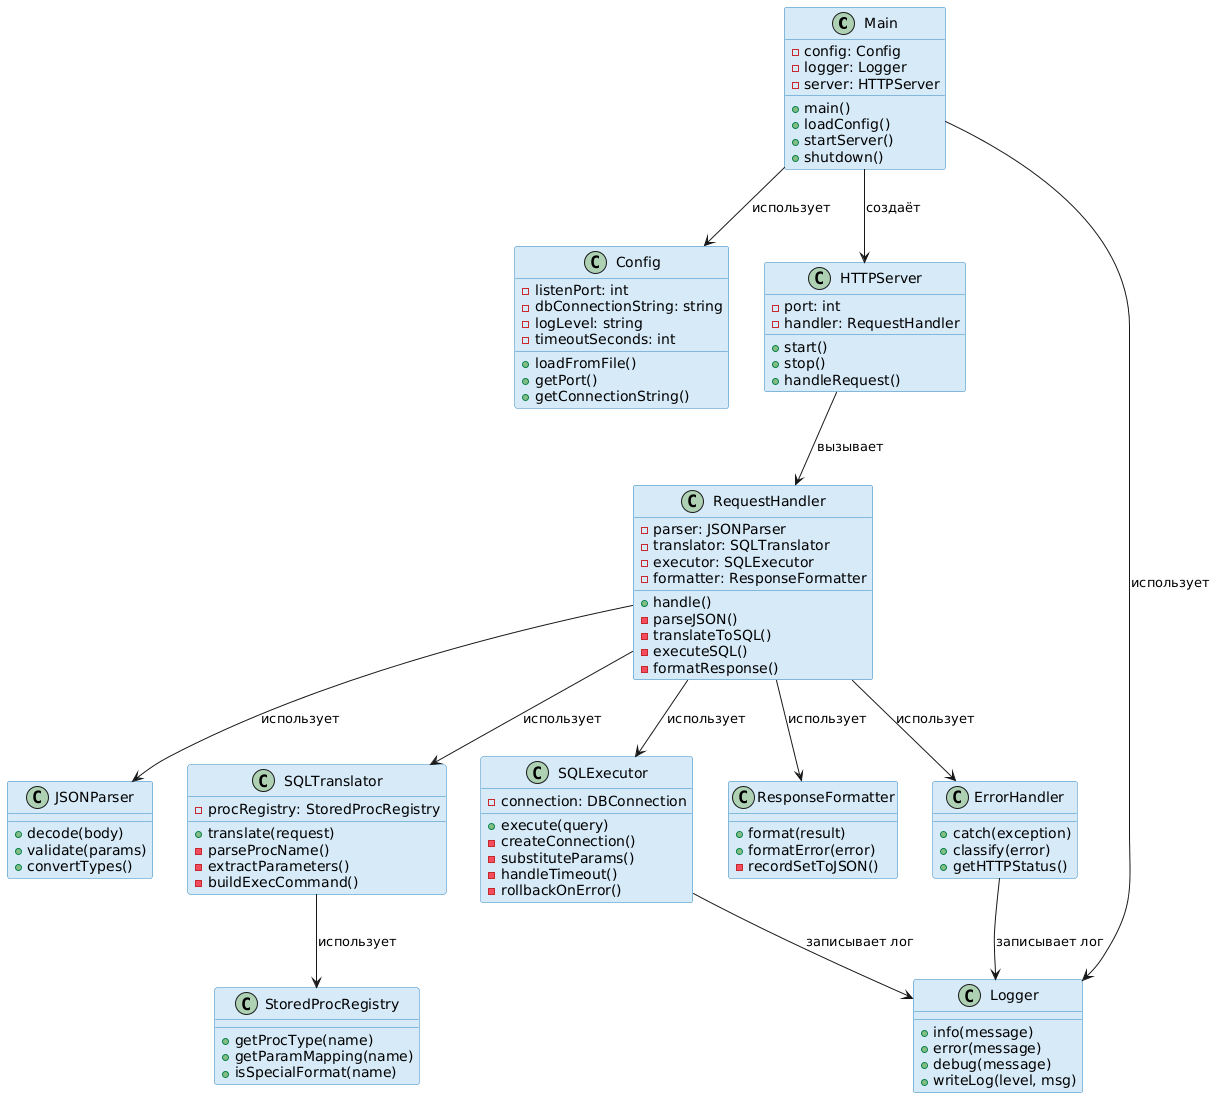 C Main
config: Config
logger: Logger
server: HTTPServer
main()
loadConfig()
startServer()
shutdown()
использует
создаёт
C Config
listenPort: int
dbConnectionString: string
logLevel: string
timeoutSeconds: int
loadFromFile()
getPort()
getConnectionString()
C HTTPServer
port: int
handler: RequestHandler
start()
stop()
handleRequest()
вызывает
использует
C RequestHandler
parser: JSONParser
translator: SQLTranslator
executor: SQLExecutor
formatter: ResponseFormatter
handle()
parseJSON()
translateToSQL()
executeSQL()
formatResponse()
использует
использует
использует
использует
использует
C JSONParser
decode(body)
validate(params)
convertTypes()
C SQLTranslator
procRegistry: StoredProcRegistry
translate(request)
parseProcName()
extractParameters()
buildExecCommand()
C SQLExecutor
connection: DBConnection
execute(query)
createConnection()
substituteParams()
handleTimeout()
rollbackOnError()
C ResponseFormatter
format(result)
formatError(error)
recordSetToJSON()
C ErrorHandler
catch(exception)
classify(error)
getHTTPStatus()
использует
записывает лог
записывает лог
C StoredProcRegistry
getProcType(name)
getParamMapping(name)
isSpecialFormat(name)
C Logger
info(message)
error(message)
debug(message)
writeLog(level, msg)